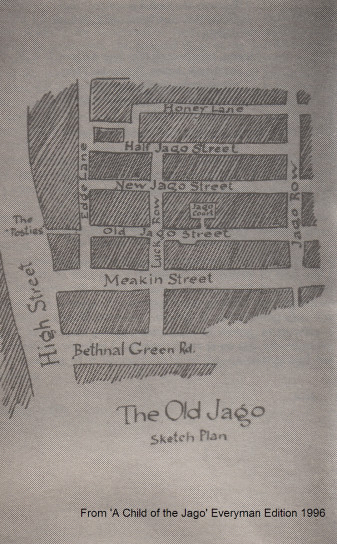 Honey Lane
Half Jago Street
Edge Lane
New Jago Street
Jago Row
Luck Row
Jago Court
The 'Posties'
Old Jago Street
Meakin Street
High Street
Bethnal Green Rd.
The Old Jago
Sketch Plan
From 'A Child of the Jago' Everyman Edition 1996